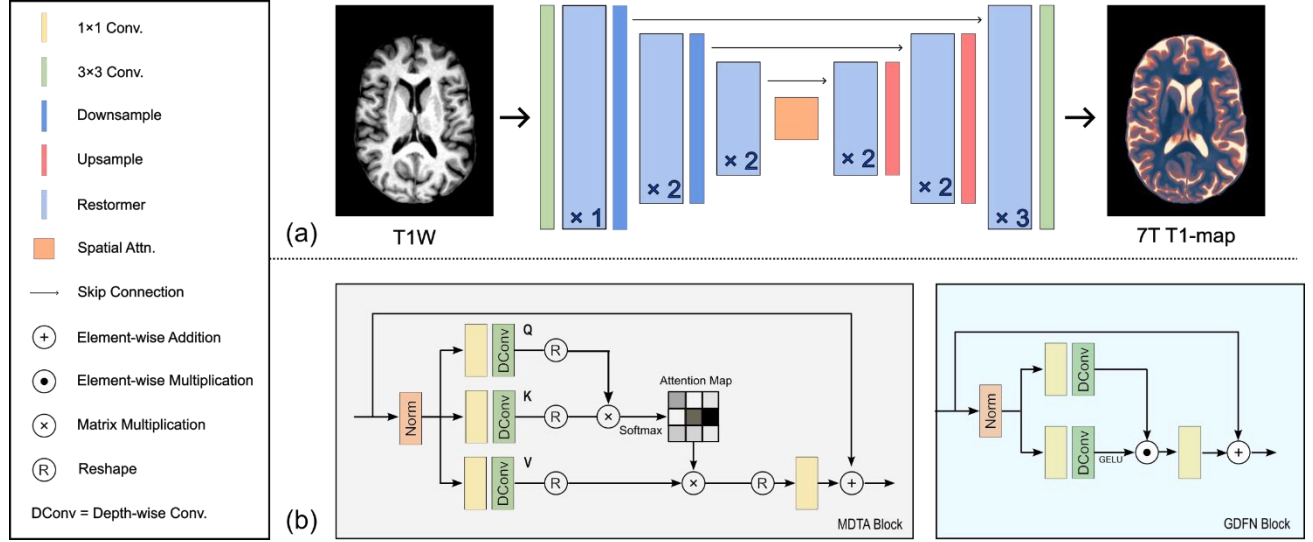 1×1 Conv.
3×3 Conv.
Downsample
Upsample
Restormer
Spatial Attn.
Skip Connection
Element-wise Addition
Element-wise Multiplication
Matrix Multiplication
R
Reshape
DConv = Depth-wise Conv.
(a)
T1W
× 1
× 2
× 2
× 2
× 2
× 3
7T T1-map
(b)
Norm
DConv
Q
R
DConv
K
R
×
Softmax
Attention Map
DConv
V
R
×
R
+
MDTA Block
Norm
DConv
DConv
GELU
+
GDFN Block